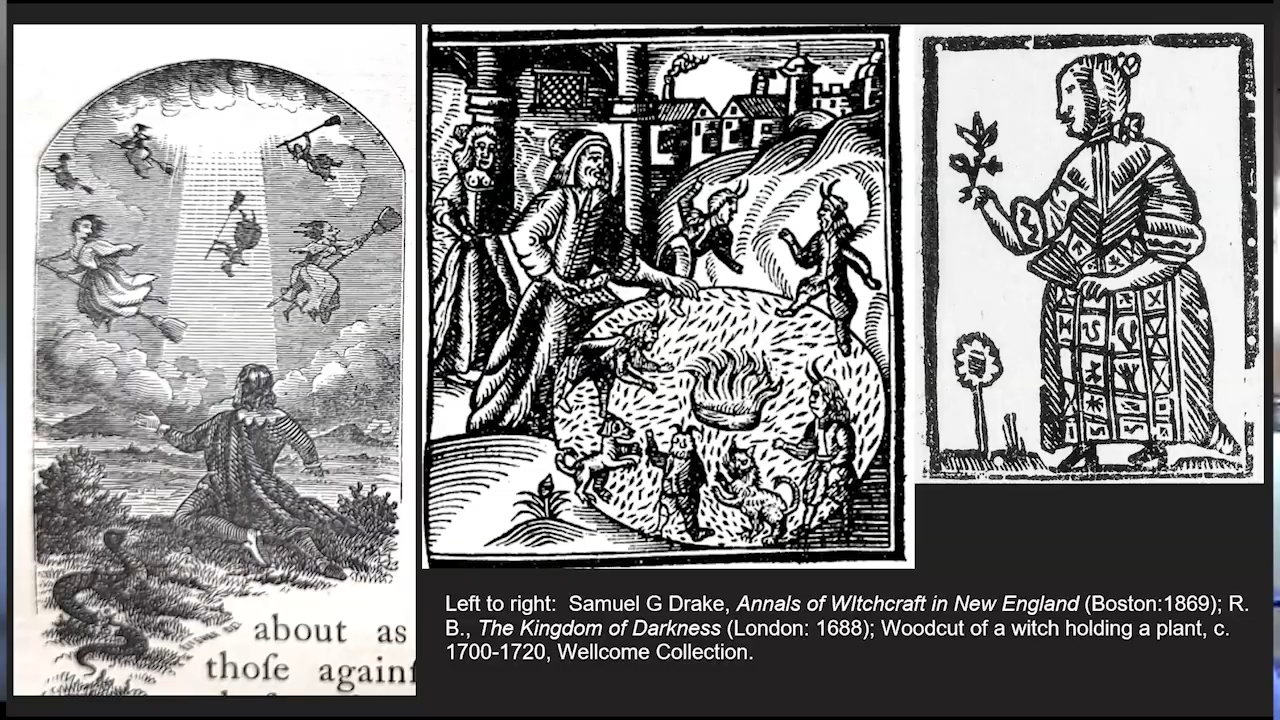 about as
thoſe againſ
Left to right: Samuel G Drake, Annals of WItchcraft in New England (Boston:1869); R.
B., The Kingdom of Darkness (London: 1688); Woodcut of a witch holding a plant, c.
1700-1720, Wellcome Collection.